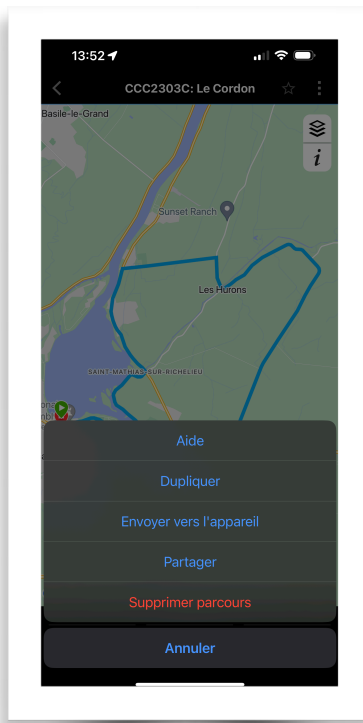 13:52
CCC2303C: Le Cordon
Basile-le-Grand
i
Sunset Ranch
Les Hurons
SAINT-MATHIAS-SUR-RICHELIEU
Aide
Dupliquer
Envoyer vers l'appareil
Partager
Supprimer parcours
Annuler